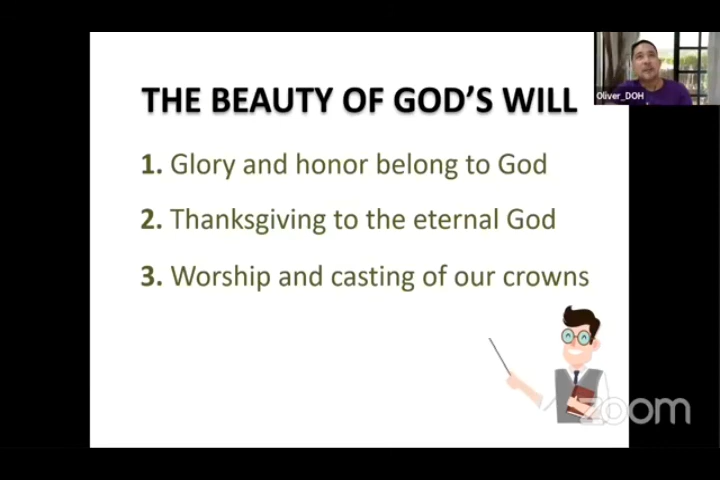 THE BEAUTY OF GOD'S WILL
Oliver_DOH
1. Glory and honor belong to God
2. Thanksgiving to the eternal God
3. Worship and casting of our crowns
zoom